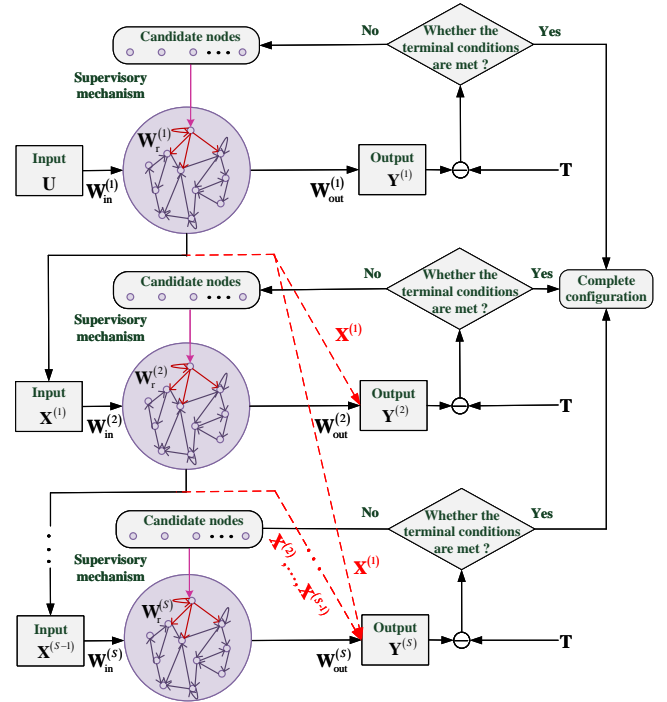 Candidate nodes
No
Whether the
terminal conditions
are met ?
Yes
Supervisory
mechanism
W_r^{(1)}
Input
U
W_in^{(1)}
W_out^{(1)}
Output
Y^{(1)}
T
Candidate nodes
No
Whether the
terminal conditions
are met ?
Yes
Complete
configuration
Supervisory
mechanism
X^{(1)}
W_r^{(2)}
Input
X^{(1)}
W_in^{(2)}
W_out^{(2)}
Output
Y^{(2)}
T
Candidate nodes
No
Whether the
terminal conditions
are met ?
Yes
Supervisory
mechanism
X^{(2)},...,X^{(S-1)}
X^{(1)}
W_r^{(S)}
Input
X^{(S-1)}
W_in^{(S)}
W_out^{(S)}
Output
Y^{(S)}
T